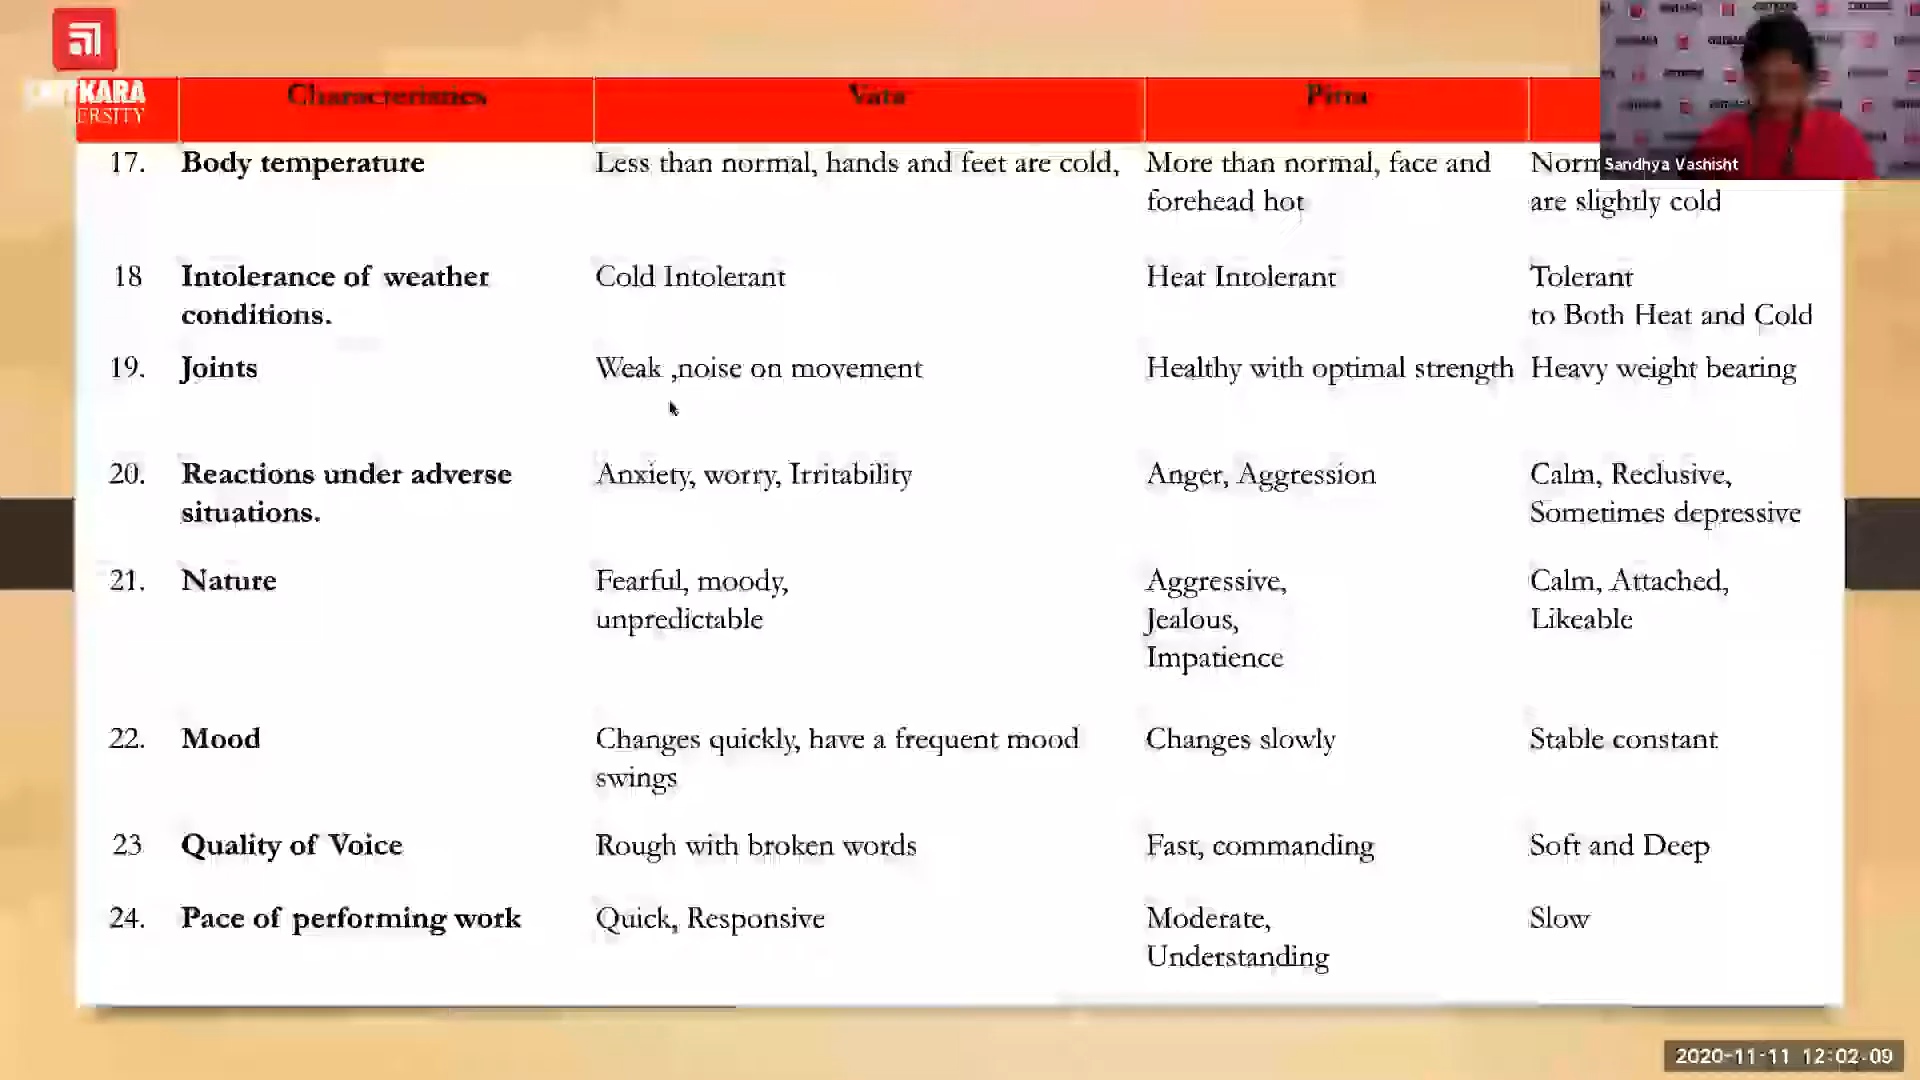 KARA
ERSITY
Characteristics Vata Pitta
Sandhya Vashisht
17. Body temperature Less than normal, hands and feet are cold, More than normal, face and
forehead hot
are slightly cold
18 Intolerance of weather
conditions. Cold Intolerant Heat Intolerant Tolerant
to Both Heat and Cold
19. Joints Weak ,noise on movement Healthy with optimal strength Heavy weight bearing
20. Reactions under adverse
situations. Anxiety, worry, Irritability Anger, Aggression Calm, Reclusive,
Sometimes depressive
21. Nature Fearful, moody,
unpredictable Aggressive,
Jealous,
Impatience Calm, Attached,
Likeable
22. Mood Changes quickly, have a frequent mood
swings Changes slowly Stable constant
23 Quality of Voice Rough with broken words Fast, commanding Soft and Deep
24. Pace of performing work Quick, Responsive Moderate,
Understanding Slow
2020-11-11 12:02:09